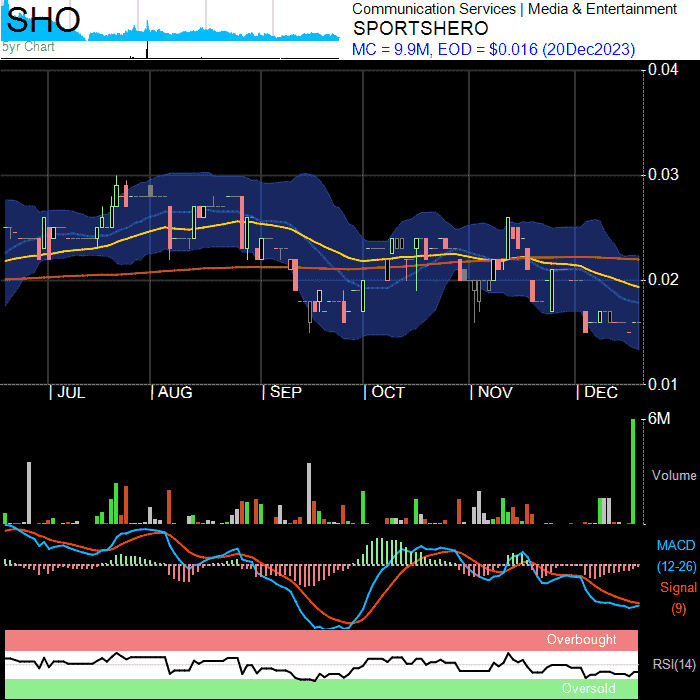 SHO
5yr Chart
Communication Services | Media & Entertainment
SPORTSHERO
MC = 9.9M, EOD = $0.016 (20Dec2023)
0.04
0.03
0.02
0.01
| JUL | AUG | SEP | OCT | NOV | DEC
6M
Volume
MACD
(12-26)
Signal
(9)
Overbought
RSI(14)
Oversold